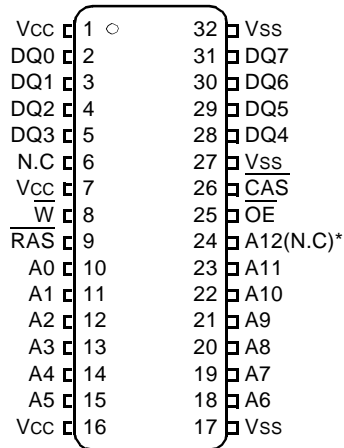 Vcc 1 32 Vss
DQ0 2 31 DQ7
DQ1 3 30 DQ6
DQ2 4 29 DQ5
DQ3 5 28 DQ4
N.C 6 27 Vss
Vcc 7 26 C̅A̅S̅
W̅ 8 25 O̅E̅
R̅A̅S̅ 9 24 A12(N.C)*
A0 10 23 A11
A1 11 22 A10
A2 12 21 A9
A3 13 20 A8
A4 14 19 A7
A5 15 18 A6
Vcc 16 17 Vss